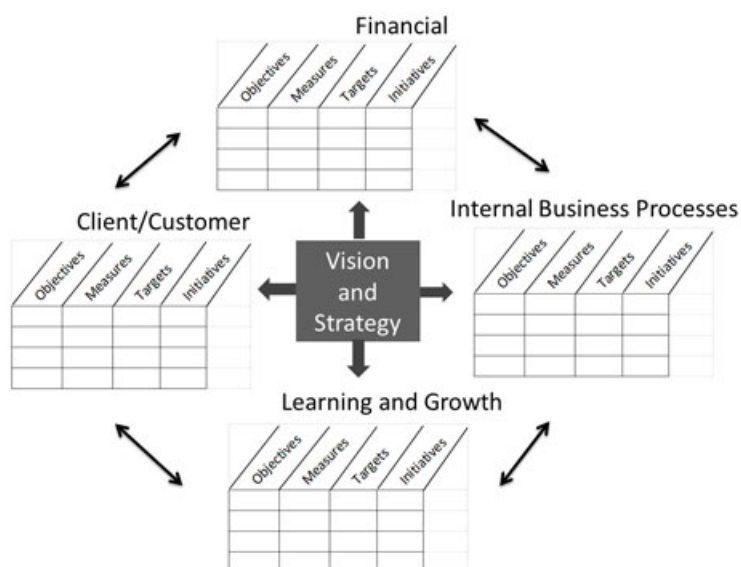 Financial
Objectives Measures Targets Initiatives
Client/Customer
Objectives Measures Targets Initiatives
Vision
and
Strategy
Internal Business Processes
Objectives Measures Targets Initiatives
Learning and Growth
Objectives Measures Targets Initiatives